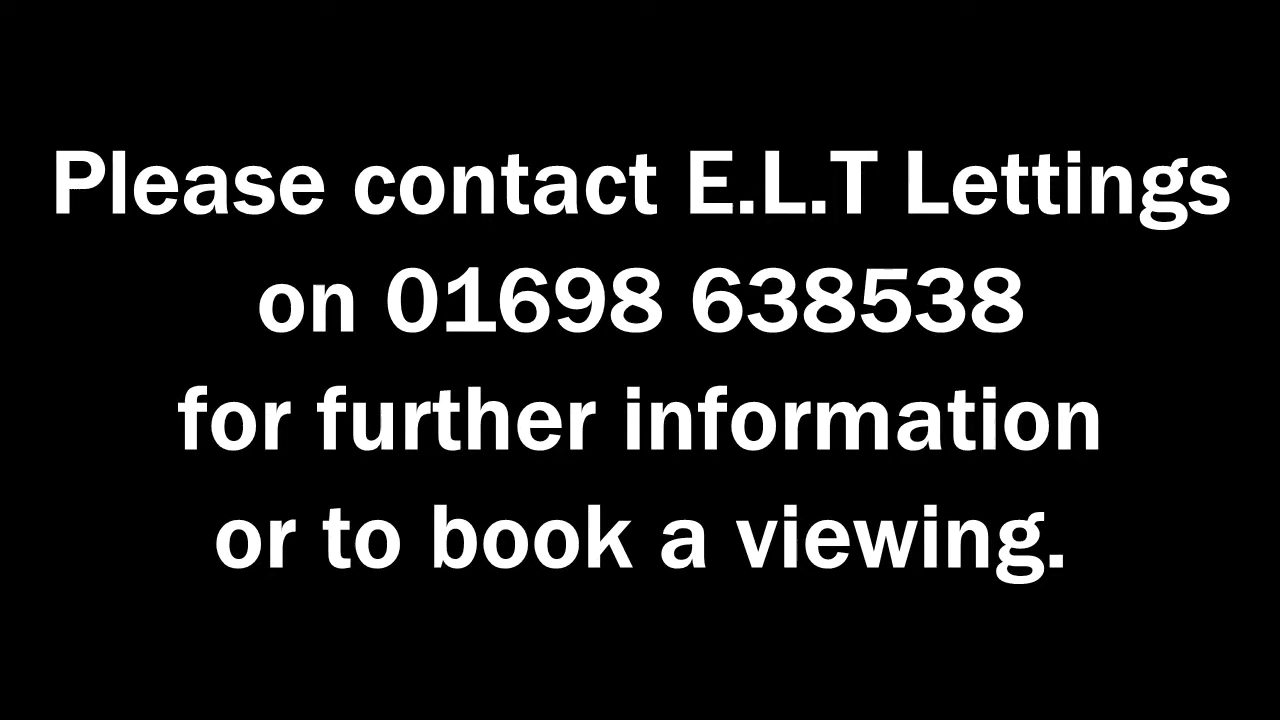 Please contact E.L.T Lettings
on 01698 638538
for further information
or to book a viewing.